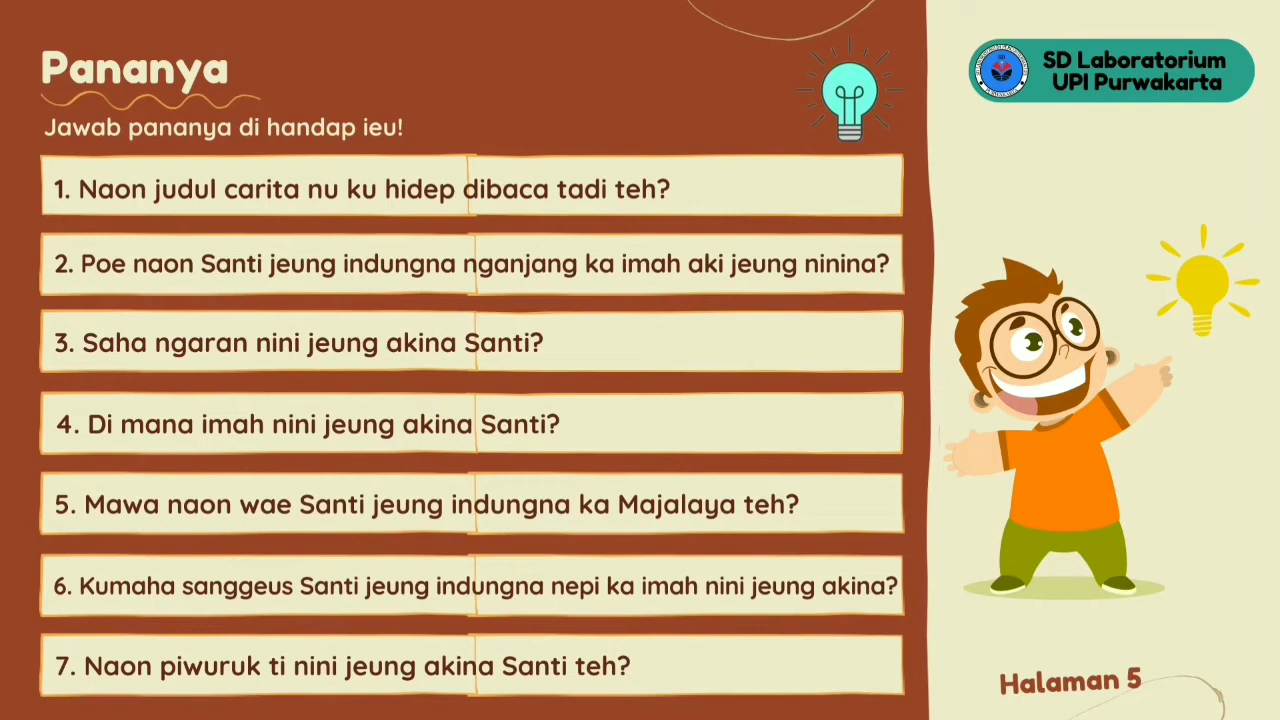 Pananya
Jawab pananya di handap ieu!
1. Naon judul carita nu ku hidep dibaca tadi teh?
2. Poe naon Santi jeung indungna nganjang ka imah aki jeung ninina?
3. Saha ngaran nini jeung akina Santi?
4. Di mana imah nini jeung akina Santi?
5. Mawa naon wae Santi jeung indungna ka Majalaya teh?
6. Kumaha sanggeus Santi jeung indungna nepi ka imah nini jeung akina?
7. Naon piwuruk ti nini jeung akina Santi teh?
SD Laboratorium
UPI Purwakarta
Halaman 5